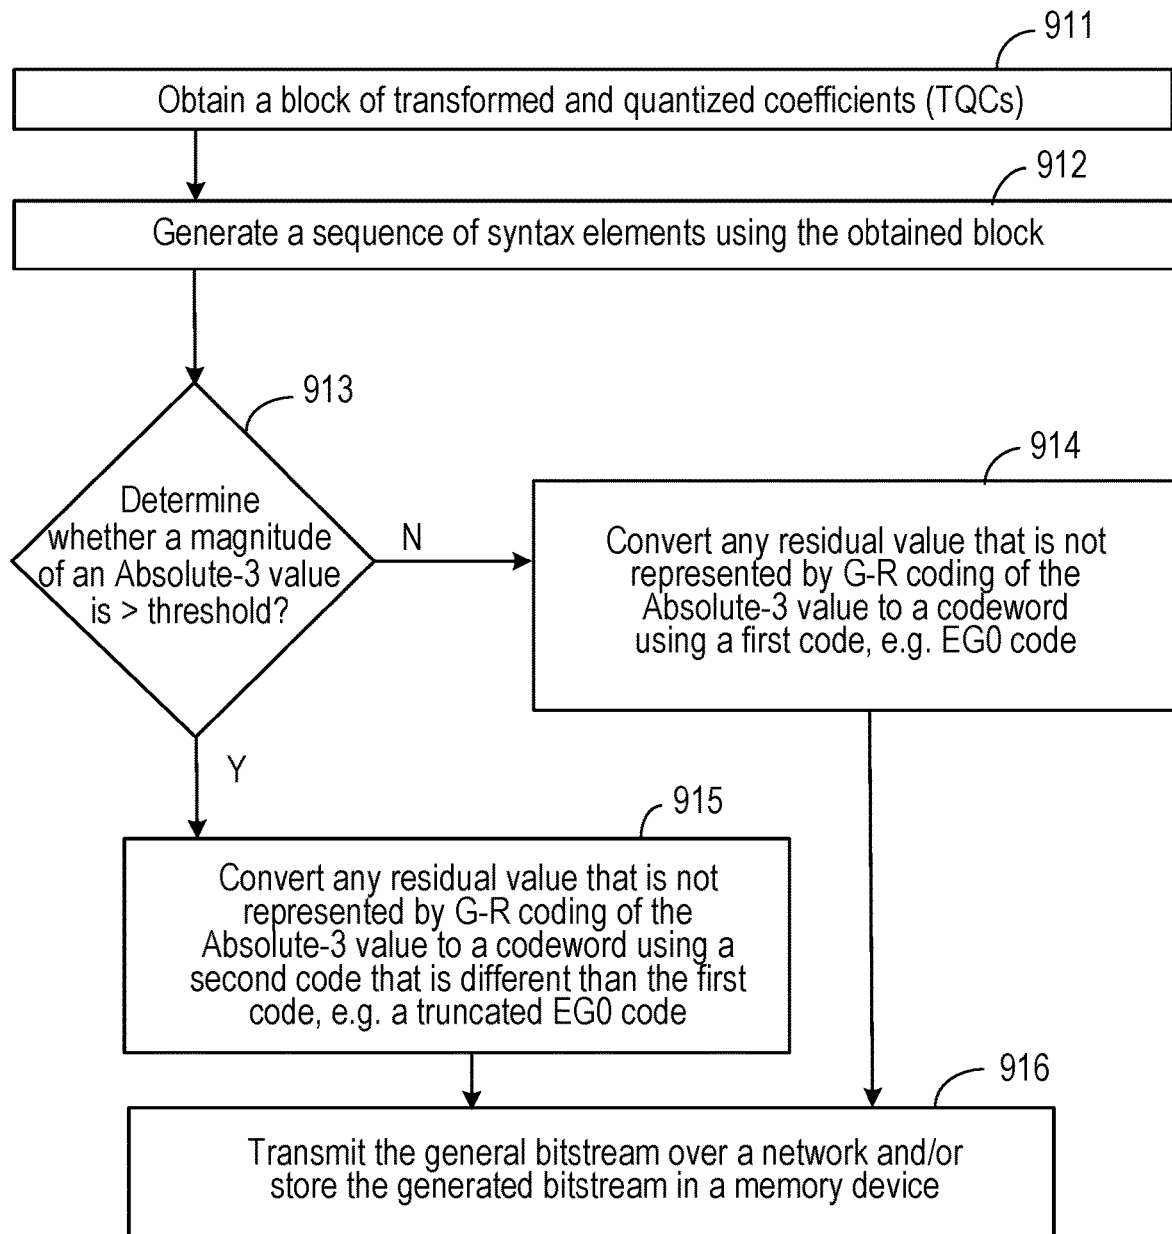 911
Obtain a block of transformed and quantized coefficients (TQCs)
912
Generate a sequence of syntax elements using the obtained block
913
Determine
whether a magnitude
of an Absolute-3 value
is > threshold?
N
914
Convert any residual value that is not
represented by G-R coding of the
Absolute-3 value to a codeword
using a first code, e.g. EG0 code
Y
915
Convert any residual value that is not
represented by G-R coding of the
Absolute-3 value to a codeword using a
second code that is different than the first
code, e.g. a truncated EG0 code
916
Transmit the general bitstream over a network and/or
store the generated bitstream in a memory device